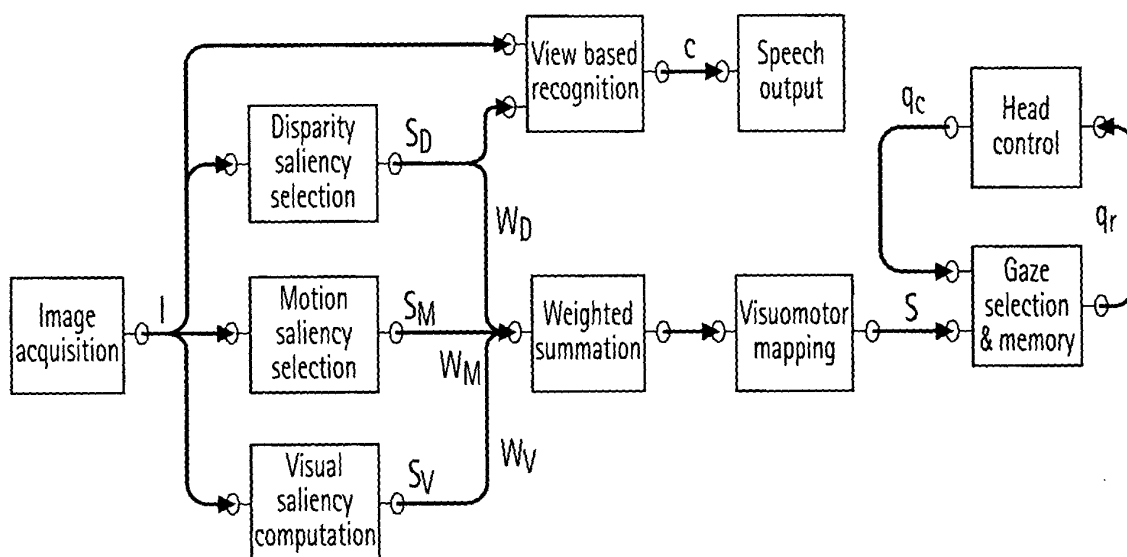 Image
acquisition
I
Disparity
saliency
selection
Motion
saliency
selection
Visual
saliency
computation
S_D
S_M
S_V
W_D
W_M
W_V
View based
recognition
c
Speech
output
Weighted
summation
Visuomotor
mapping
S
q_c
Head
control
q_r
Gaze
selection
& memory